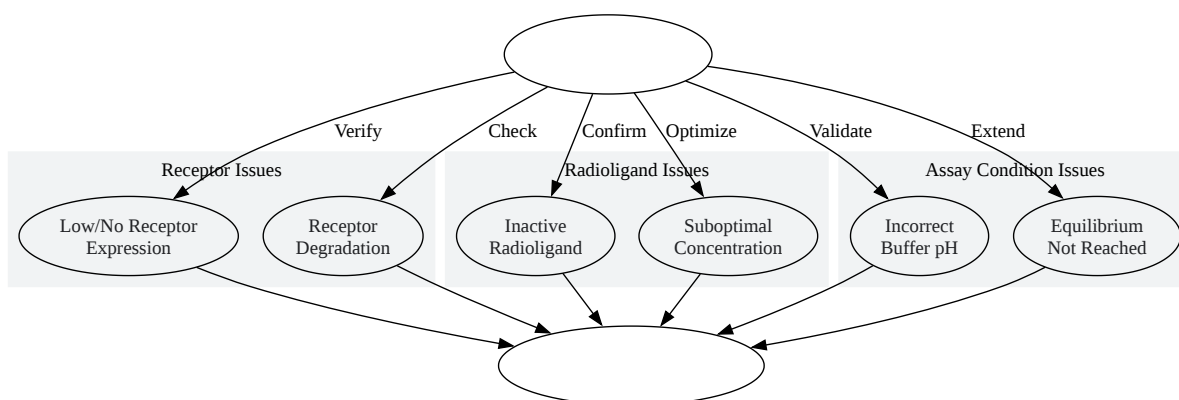 Verify
Check
Confirm
Optimize
Validate
Extend
Receptor Issues
Radioligand Issues
Assay Condition Issues
Low/No Receptor
Expression
Receptor
Degradation
Inactive
Radioligand
Suboptimal
Concentration
Incorrect
Buffer pH
Equilibrium
Not Reached